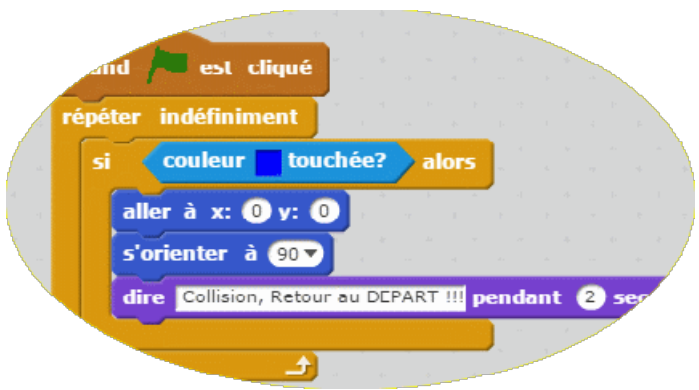 est cliqué
répéter indéfiniment
si couleur touchée? alors
aller à x: 0 y: 0
s'orienter à 90
dire Collision, Retour au DEPART !!! pendant 2 sec